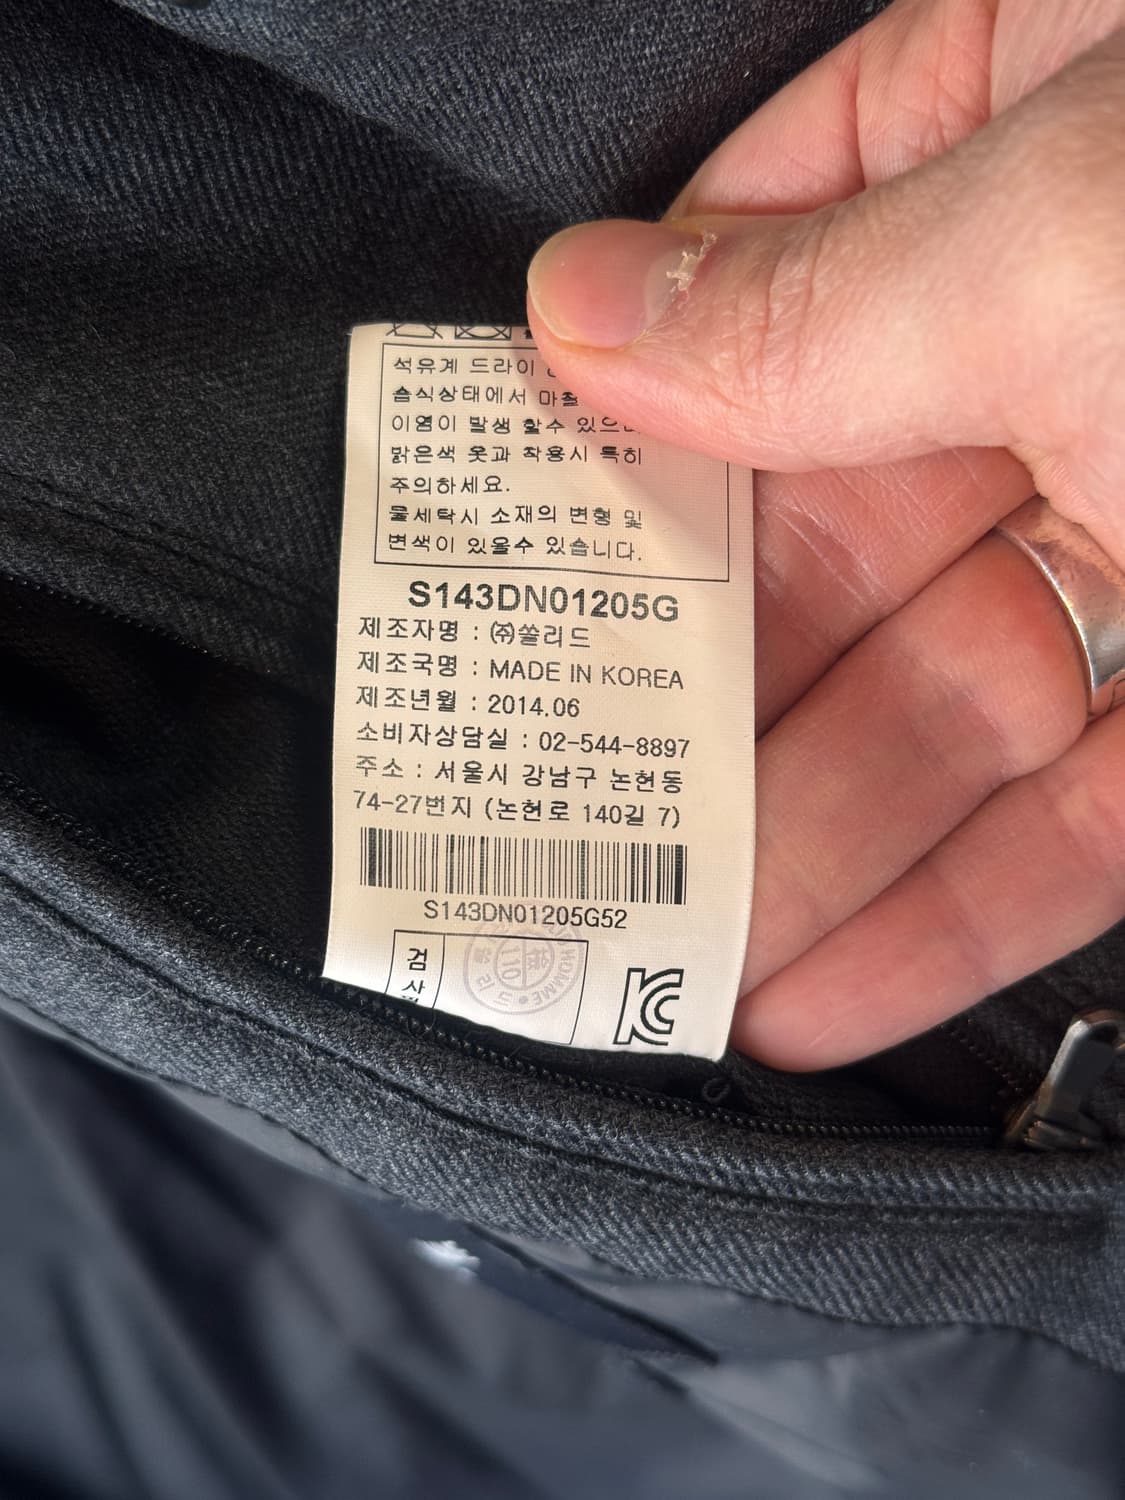 석유계 드라이
습식상태에서 마찰
이염이 발생 할수 있으니
밝은색 옷과 착용시 특히
주의하세요.
물세탁시 소재의 변형 및
변색이 있을수 있습니다.
S143DN01205G
제조자명 : ㈜쏠리드
제조국명 : MADE IN KOREA
제조년월 : 2014.06
소비자상담실 : 02-544-8897
주소 : 서울시 강남구 논현동
74-27번지 (논현로 140길 7)
S143DN01205G52
검
사
110
HOMME